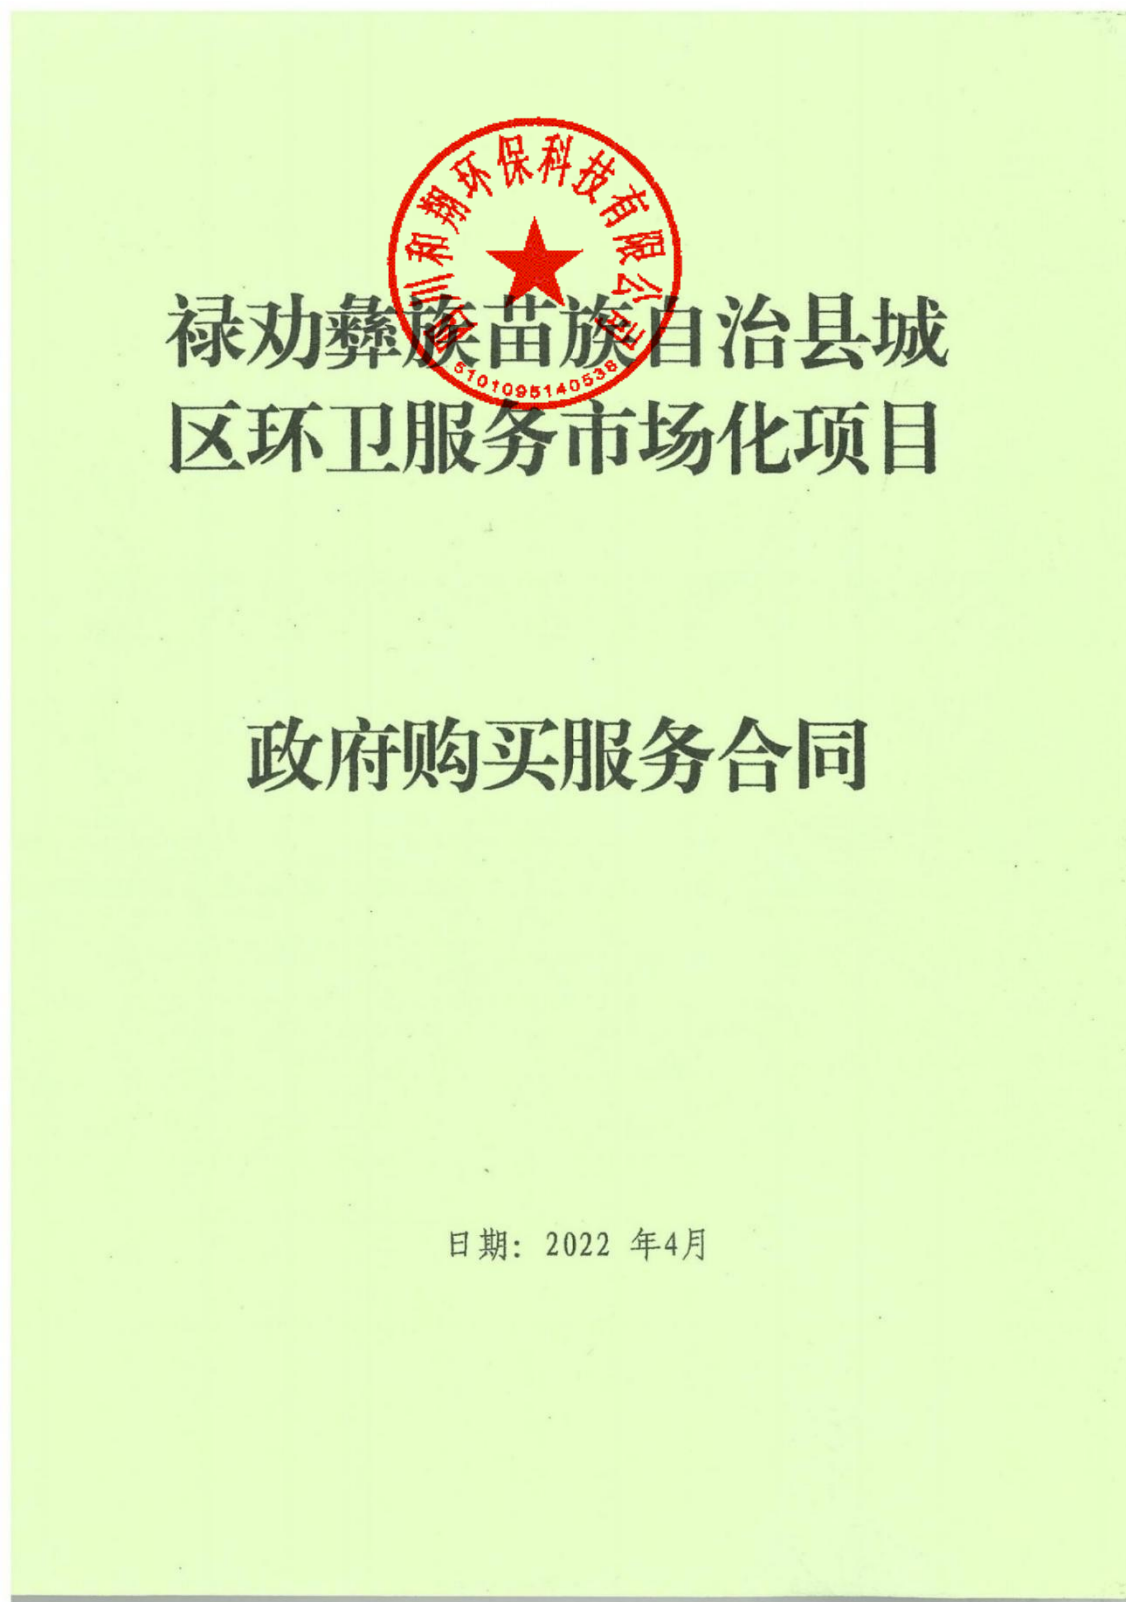 四川和翔环保科技有限公司
5101095140538
禄劝彝族苗族自治县城
区环卫服务市场化项目
政府购买服务合同
日期：2022 年4月